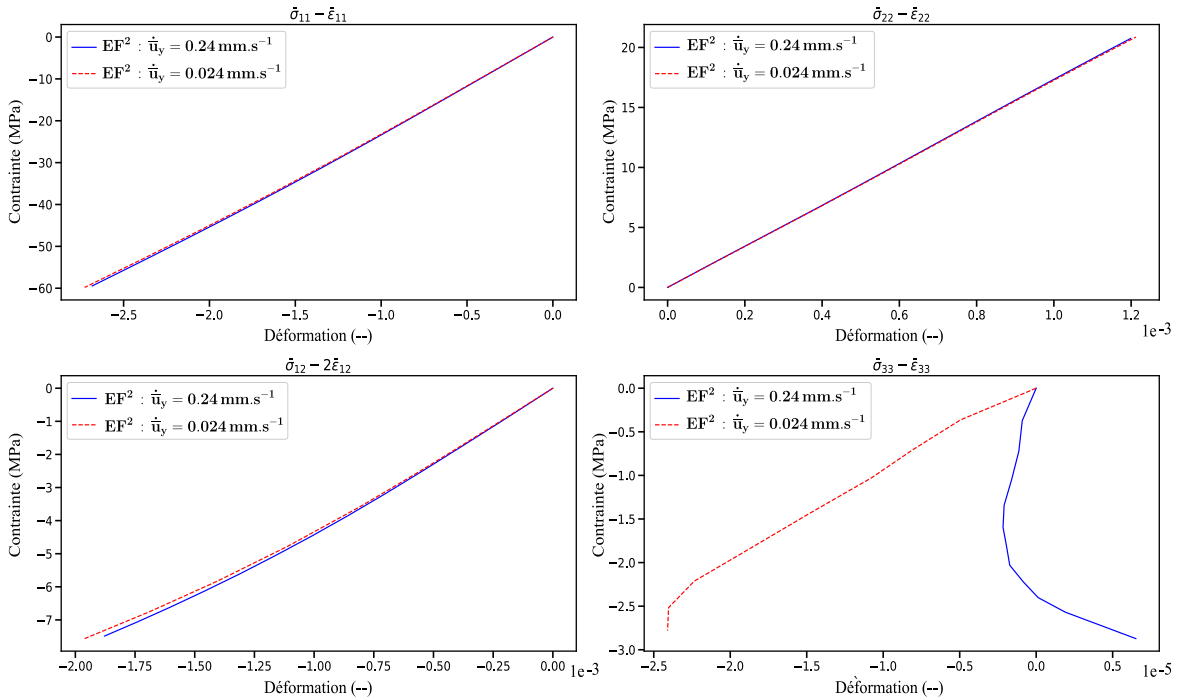 σ̄₁₁ − ε̄₁₁
EF² : u̇̄_y = 0.24 mm.s⁻¹
EF² : u̇̄_y = 0.024 mm.s⁻¹
Contrainte (MPa)
0
−10
−20
−30
−40
−50
−60
−2.5 −2.0 −1.5 −1.0 −0.5 0.0
Déformation (--)
σ̄₂₂ − ε̄₂₂
EF² : u̇̄_y = 0.24 mm.s⁻¹
EF² : u̇̄_y = 0.024 mm.s⁻¹
Contrainte (MPa)
20
15
10
5
0
0.0 0.2 0.4 0.6 0.8 1.0 1.2
1e−3
Déformation (--)
σ̄₁₂ − 2ε̄₁₂
EF² : u̇̄_y = 0.24 mm.s⁻¹
EF² : u̇̄_y = 0.024 mm.s⁻¹
Contrainte (MPa)
0
−1
−2
−3
−4
−5
−6
−7
−2.00 −1.75 −1.50 −1.25 −1.00 −0.75 −0.50 −0.25 0.00
1e−3
Déformation (--)
σ̄₃₃ − ε̄₃₃
EF² : u̇̄_y = 0.24 mm.s⁻¹
EF² : u̇̄_y = 0.024 mm.s⁻¹
Contrainte (MPa)
0.0
−0.5
−1.0
−1.5
−2.0
−2.5
−3.0
−2.5 −2.0 −1.5 −1.0 −0.5 0.0 0.5
1e−5
Déformation (--)